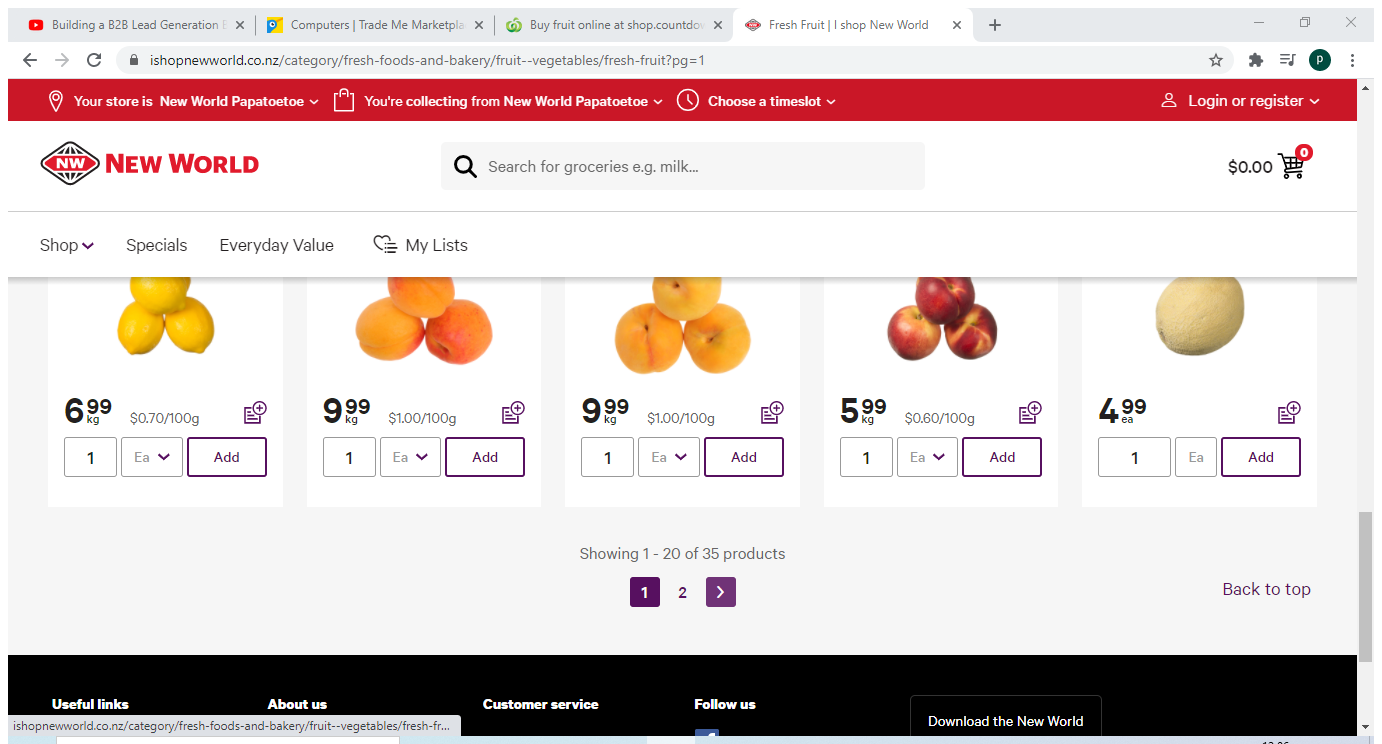 Building a B2B Lead Generation
Computers | Trade Me Marketpla
Buy fruit online at shop.countdow
Fresh Fruit | I shop New World
ishopnewworld.co.nz/category/fresh-foods-and-bakery/fruit--vegetables/fresh-fruit?pg=1
P
Your store is New World Papatoetoe
You're collecting from New World Papatoetoe
Choose a timeslot
Login or register
NW NEW WORLD
Search for groceries e.g. milk...
$0.00 0
Shop
Specials
Everyday Value
My Lists
6 99 kg $0.70/100g
9 99 kg $1.00/100g
9 99 kg $1.00/100g
5 99 kg $0.60/100g
4 99 ea
1 Ea Add
1 Ea Add
1 Ea Add
1 Ea Add
1 Ea Add
Showing 1 - 20 of 35 products
1 2
Back to top
Useful links
About us
Customer service
Follow us
Download the New World
ishopnewworld.co.nz/category/fresh-foods-and-bakery/fruit--vegetables/fresh-fr...